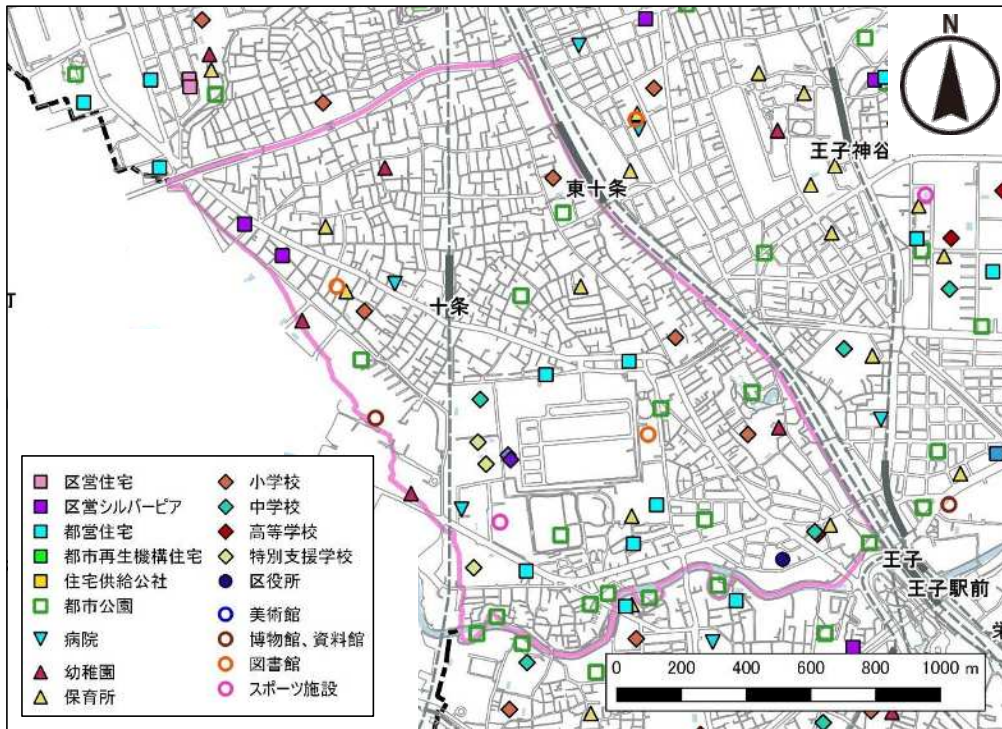 N
王子神谷
東十条
十条
丁
王子
王子駅前
栄
区営住宅
区営シルバーピア
都営住宅
都市再生機構住宅
住宅供給公社
都市公園
病院
幼稚園
保育所
小学校
中学校
高等学校
特別支援学校
区役所
美術館
博物館、資料館
図書館
スポーツ施設
0 200 400 600 800 1000 m